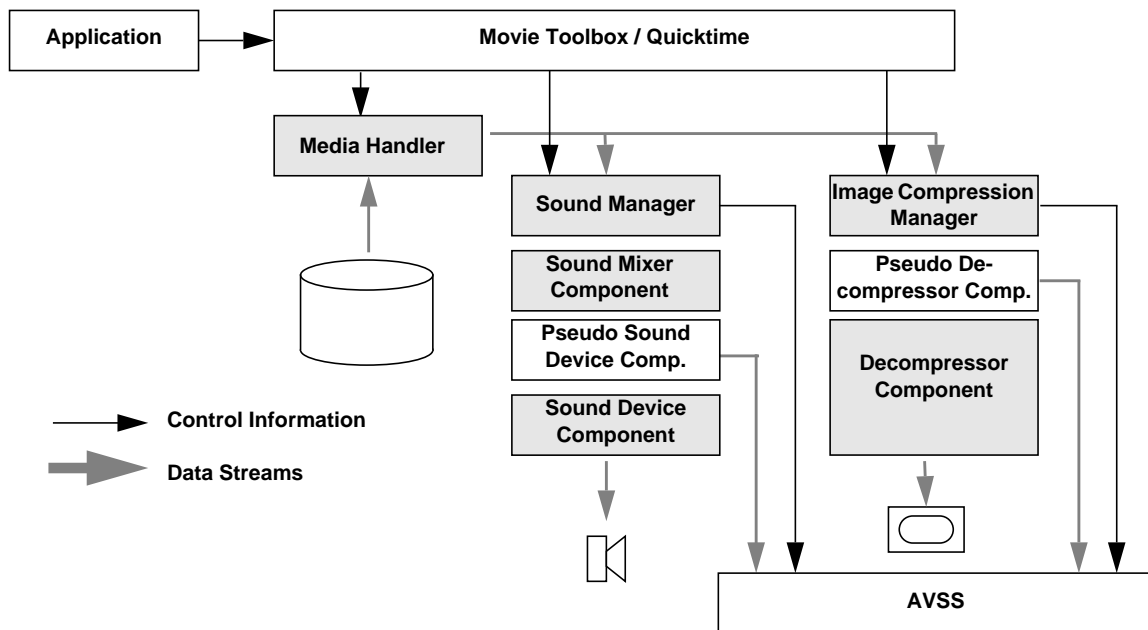 Application
Movie Toolbox / Quicktime
Media Handler
Sound Manager
Image Compression
Manager
Sound Mixer
Component
Pseudo De-
compressor Comp.
Pseudo Sound
Device Comp.
Decompressor
Component
Sound Device
Component
Control Information
Data Streams
AVSS